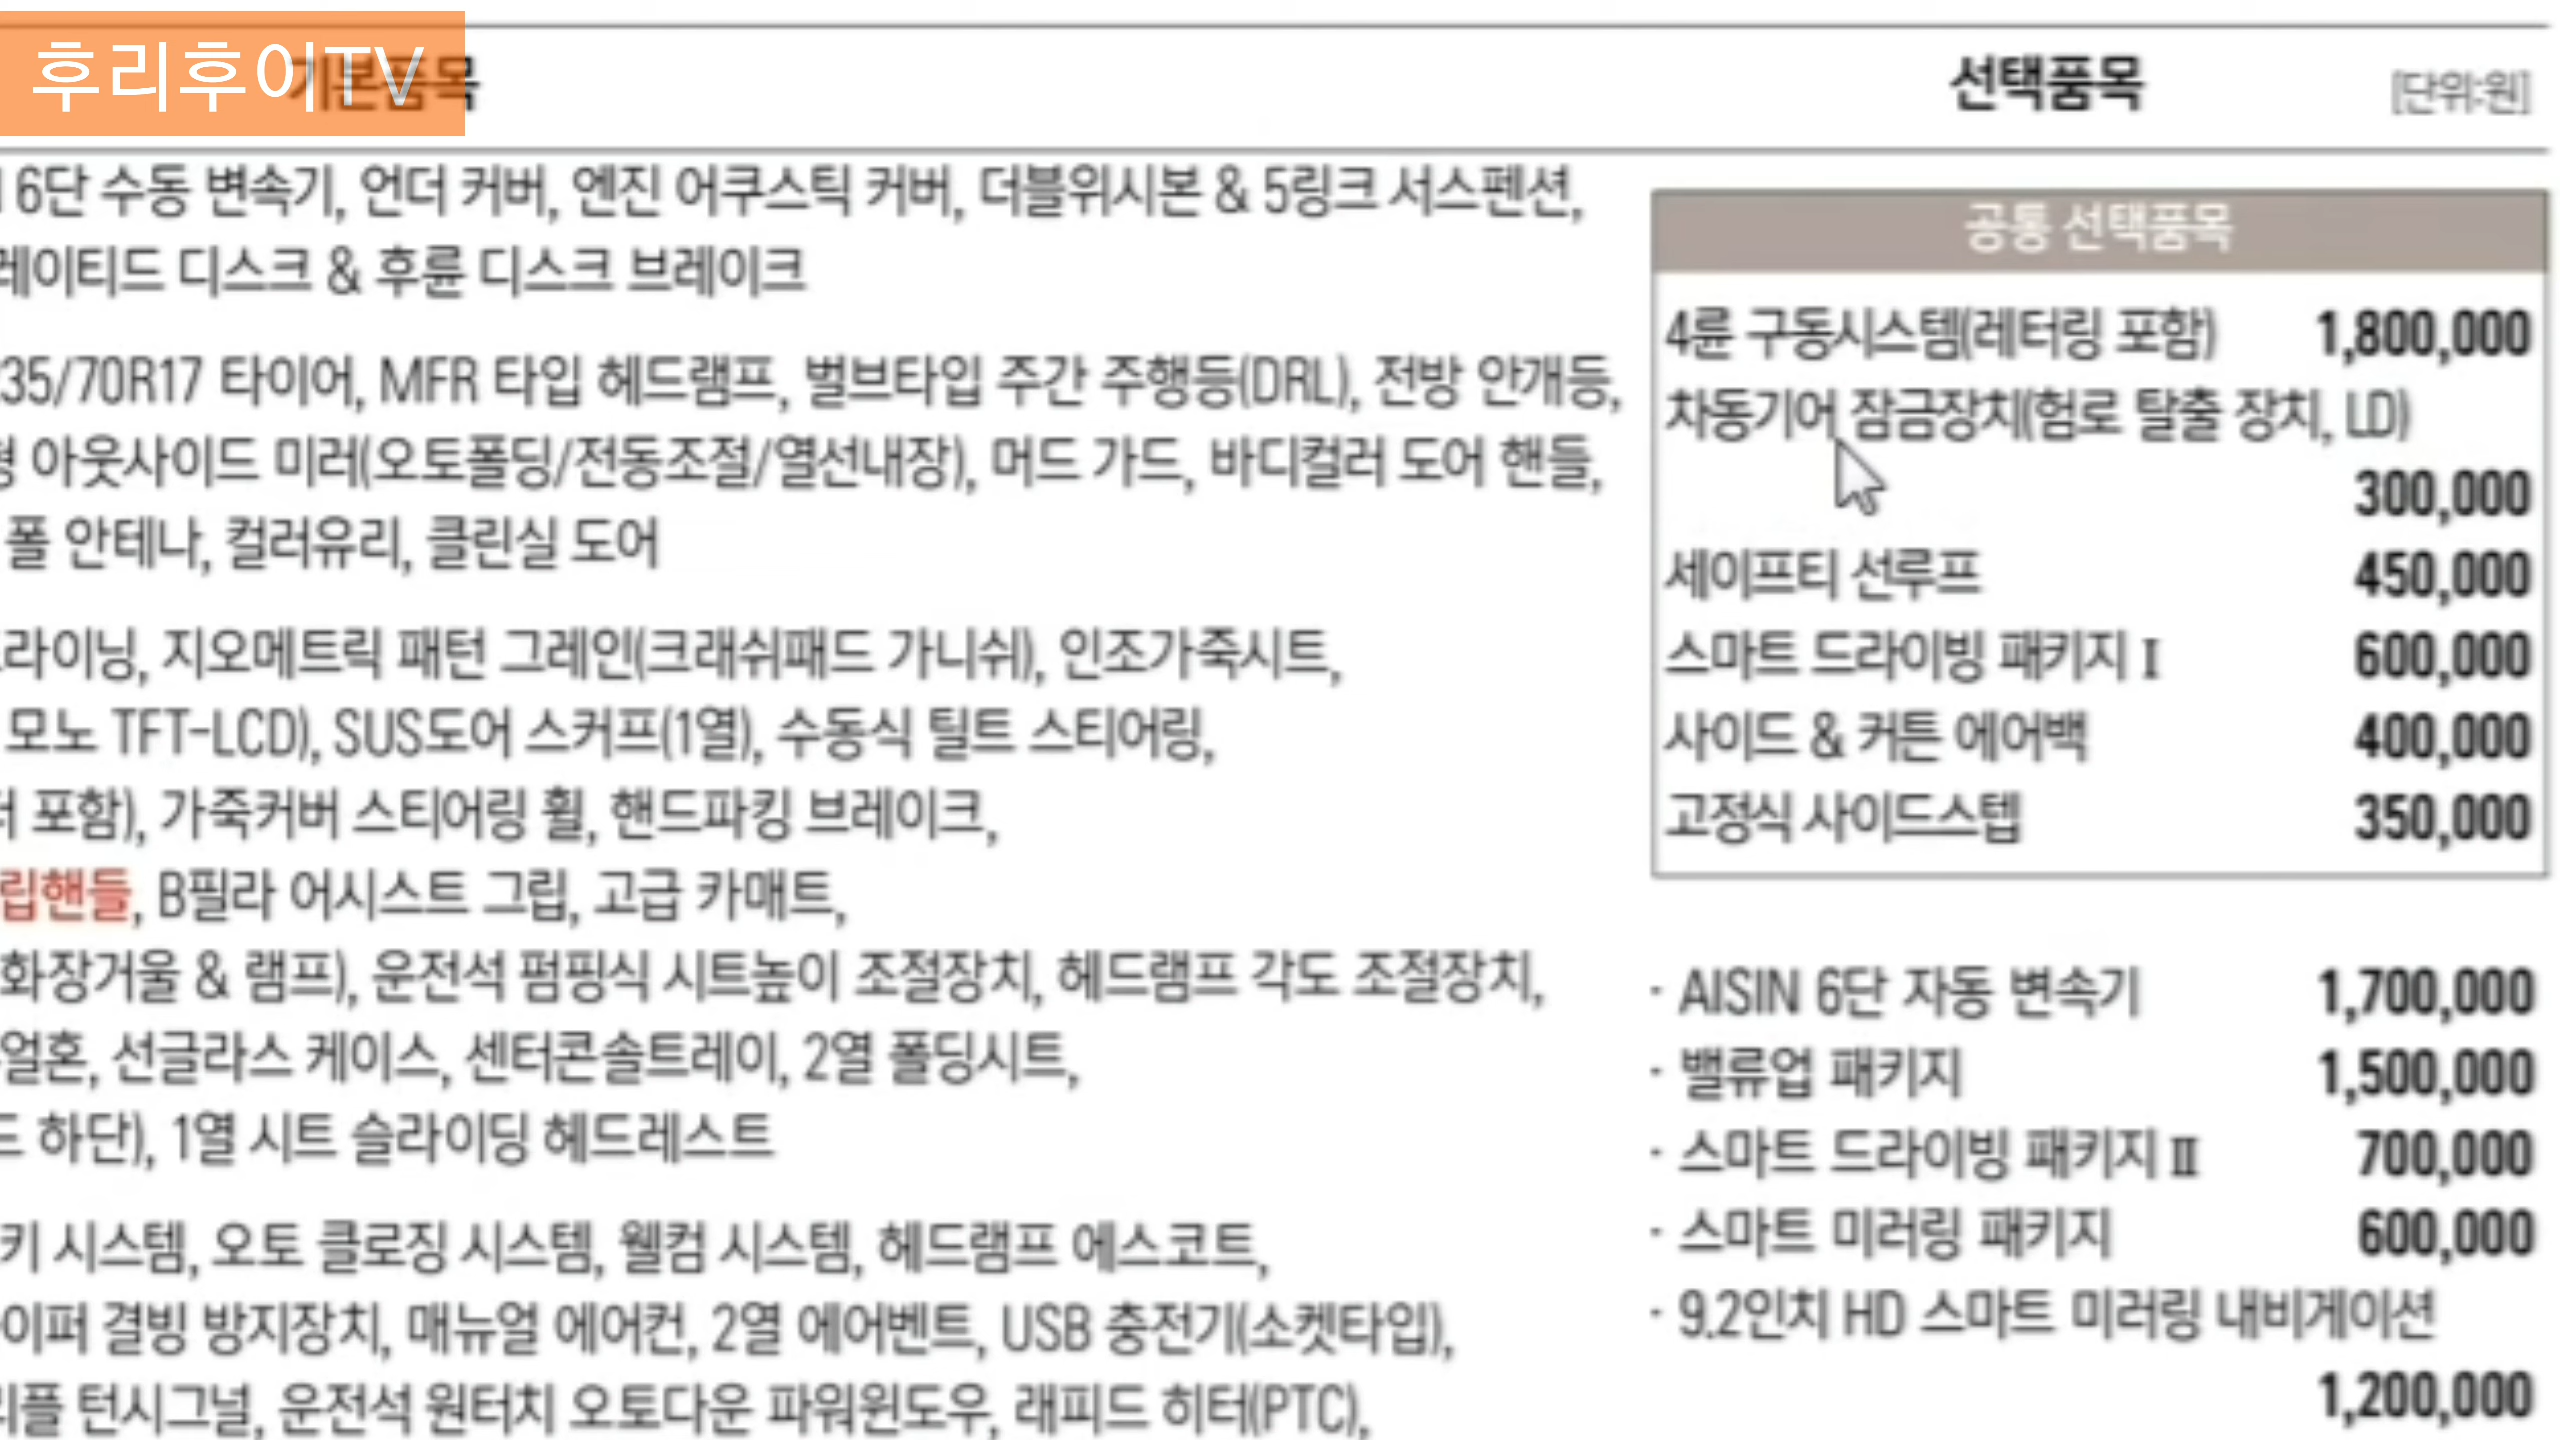 후리후이TV
기본품목
선택품목 [단위:원]
6단 수동 변속기, 언더 커버, 엔진 어쿠스틱 커버, 더블위시본 & 5링크 서스펜션,
레이티드 디스크 & 후륜 디스크 브레이크
35/70R17 타이어, MFR 타입 헤드램프, 벌브타입 주간 주행등(DRL), 전방 안개등,
형 아웃사이드 미러(오토폴딩/전동조절/열선내장), 머드 가드, 바디컬러 도어 핸들,
폴 안테나, 컬러유리, 클린실 도어
라이닝, 지오메트릭 패턴 그레인(크래쉬패드 가니쉬), 인조가죽시트,
모노 TFT-LCD), SUS도어 스커프(1열), 수동식 틸트 스티어링,
포함), 가죽커버 스티어링 휠, 핸드파킹 브레이크,
립핸들, B필라 어시스트 그립, 고급 카매트,
화장거울 & 램프), 운전석 펌핑식 시트높이 조절장치, 헤드램프 각도 조절장치,
얼혼, 선글라스 케이스, 센터콘솔트레이, 2열 폴딩시트,
하단), 1열 시트 슬라이딩 헤드레스트
키 시스템, 오토 클로징 시스템, 웰컴 시스템, 헤드램프 에스코트,
이퍼 결빙 방지장치, 매뉴얼 에어컨, 2열 에어벤트, USB 충전기(소켓타입),
리플 턴시그널, 운전석 원터치 오토다운 파워윈도우, 래피드 히터(PTC),
공통 선택품목
4륜 구동시스템(레터링 포함) 1,800,000
차동기어 잠금장치(험로 탈출 장치, LD)
300,000
세이프티 선루프 450,000
스마트 드라이빙 패키지 I 600,000
사이드 & 커튼 에어백 400,000
고정식 사이드스텝 350,000
· AISIN 6단 자동 변속기 1,700,000
· 밸류업 패키지 1,500,000
· 스마트 드라이빙 패키지 II 700,000
· 스마트 미러링 패키지 600,000
· 9.2인치 HD 스마트 미러링 내비게이션
1,200,000